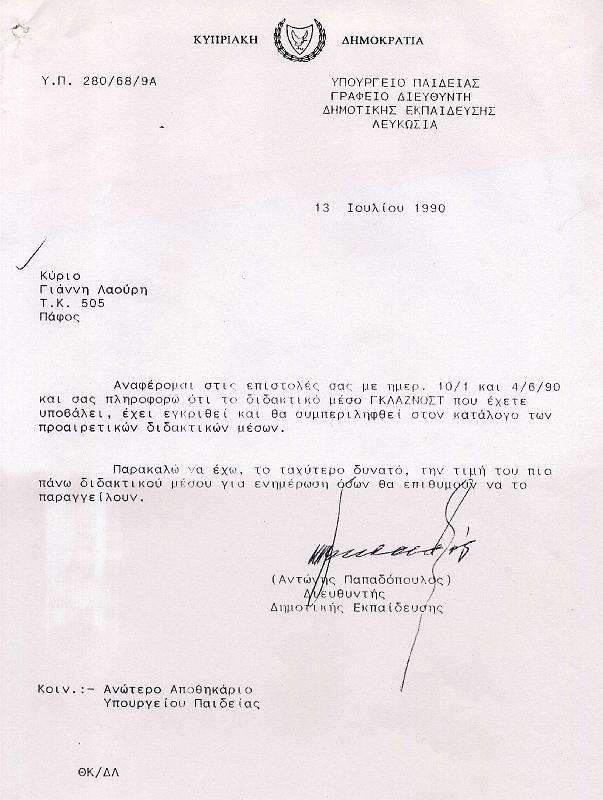 ΚΥΠΡΙΑΚΗ ΔΗΜΟΚΡΑΤΙΑ
Υ.Π. 280/68/9Α
ΥΠΟΥΡΓΕΙΟ ΠΑΙΔΕΙΑΣ
ΓΡΑΦΕΙΟ ΔΙΕΥΘΥΝΤΗ
ΔΗΜΟΤΙΚΗΣ ΕΚΠΑΙΔΕΥΣΗΣ
ΛΕΥΚΩΣΙΑ
13 Ιουλίου 1990
Κύριο
Γιάννη Λαούρη
Τ.Κ. 505
Πάφος
Αναφέρομαι στις επιστολές σας με ημερ. 10/1 και 4/6/90
και σας πληροφορώ ότι το διδακτικό μέσο ΓΚΛΑΖΝΟΣΤ που έχετε
υποβάλει, έχει εγκριθεί και θα συμπεριληφθεί στον κατάλογο των
προαιρετικών διδακτικών μέσων.
Παρακαλώ να έχω, το ταχύτερο δυνατό, την τιμή του πιο
πάνω διδακτικού μέσου για ενημέρωση όσων θα επιθυμούν να το
παραγγείλουν.
(Αντώνης Παπαδόπουλος)
Διευθυντής
Δημοτικής Εκπαίδευσης
Κοιν.:- Ανώτερο Αποθηκάριο
Υπουργείου Παιδείας
ΘΚ/ΔΛ